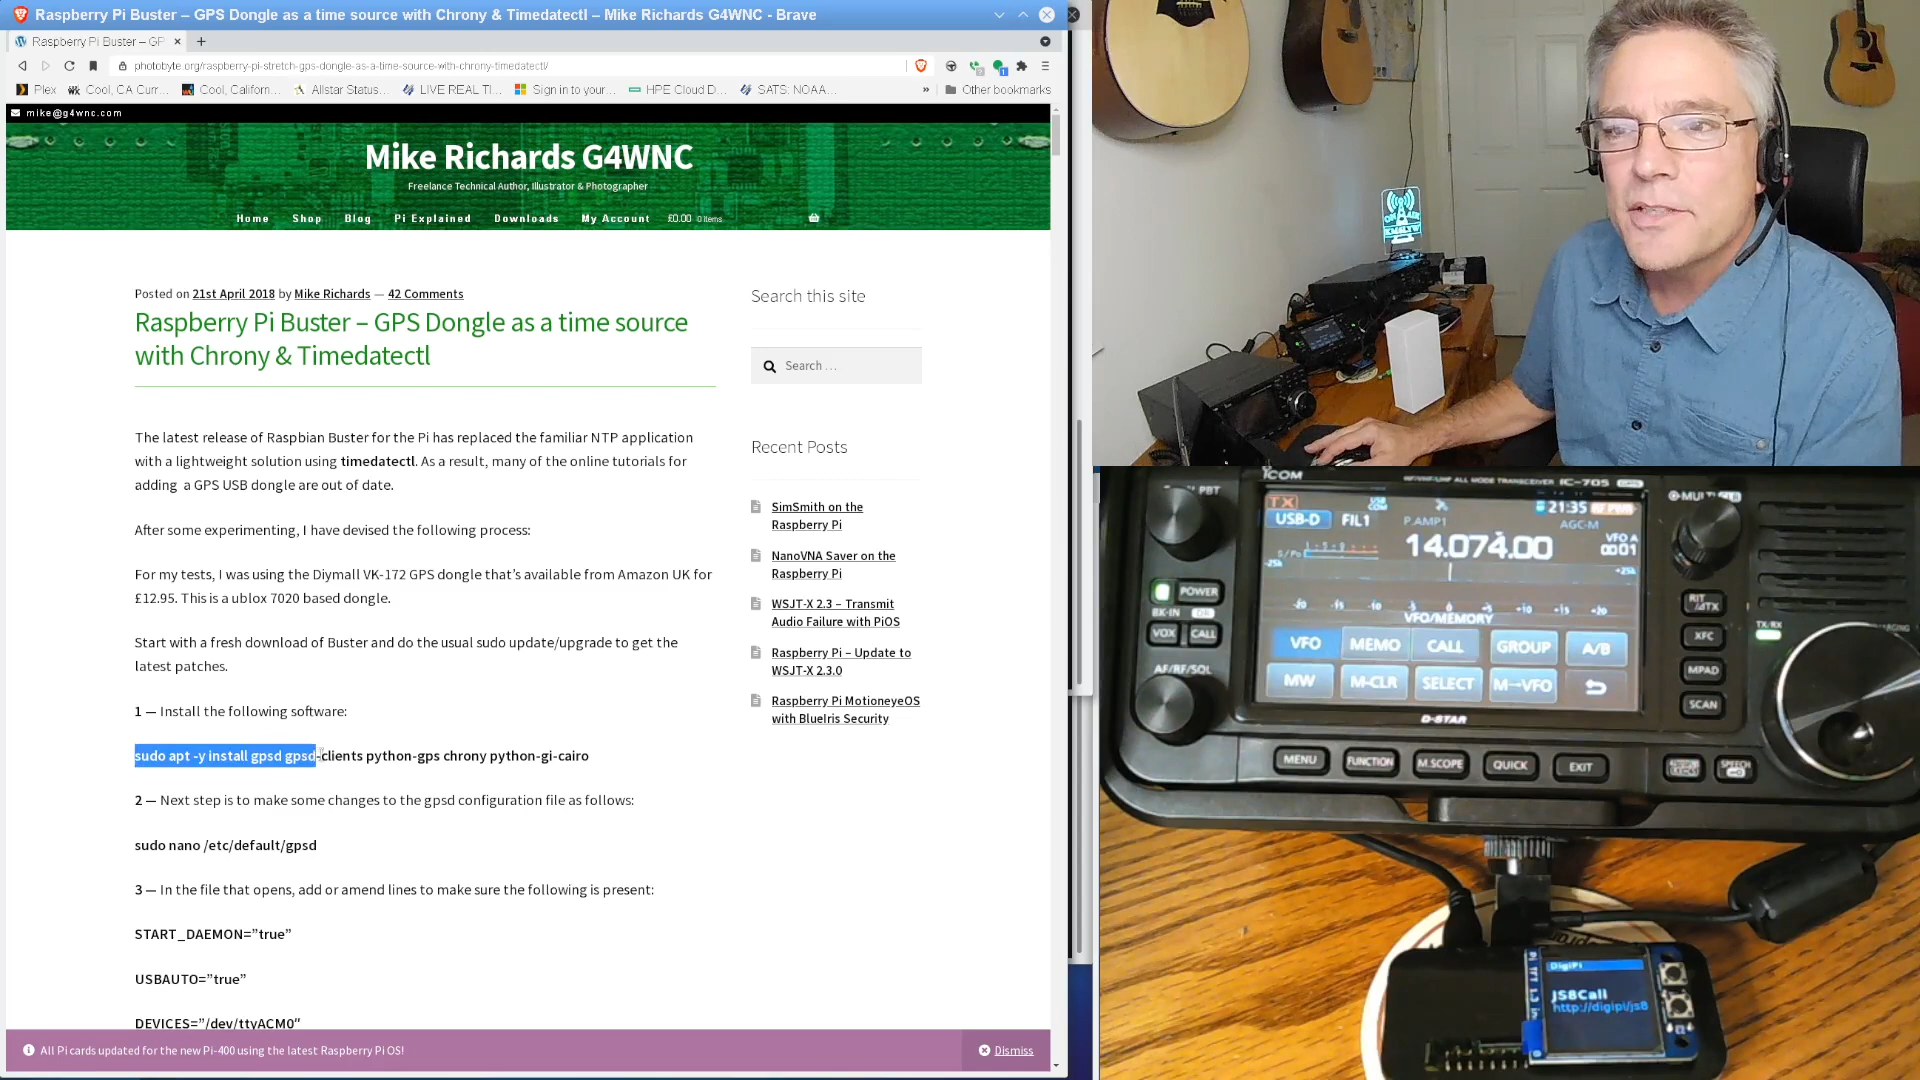 Raspberry Pi Buster – GPS Dongle as a time source with Chrony & Timedatectl – Mike Richards G4WNC - Brave
Raspberry Pi Buster – GP
photobyte.org/raspberry-pi-stretch-gps-dongle-as-a-time-source-with-chrony-timedatectl/
Plex
Cool, CA Curr…
Cool, Californ…
Allstar Status…
LIVE REAL TI…
Sign in to your…
HPE Cloud D…
SATS: NOAA…
»
Other bookmarks
mike@g4wnc.com
Mike Richards G4WNC
Freelance Technical Author, Illustrator & Photographer
Home Shop Blog Pi Explained Downloads My Account £0.00 0 items
Posted on 21st April 2018 by Mike Richards — 42 Comments
Raspberry Pi Buster – GPS Dongle as a time source
with Chrony & Timedatectl
The latest release of Raspbian Buster for the Pi has replaced the familiar NTP application
with a lightweight solution using timedatectl. As a result, many of the online tutorials for
adding a GPS USB dongle are out of date.
After some experimenting, I have devised the following process:
For my tests, I was using the Diymall VK-172 GPS dongle that's available from Amazon UK for
£12.95. This is a ublox 7020 based dongle.
Start with a fresh download of Buster and do the usual sudo update/upgrade to get the
latest patches.
1 — Install the following software:
sudo apt -y install gpsd gpsd-clients python-gps chrony python-gi-cairo
2 — Next step is to make some changes to the gpsd configuration file as follows:
sudo nano /etc/default/gpsd
3 — In the file that opens, add or amend lines to make sure the following is present:
START_DAEMON="true"
USBAUTO="true"
DEVICES="/dev/ttyACM0"
Search this site
Search …
Recent Posts
SimSmith on the
Raspberry Pi
NanoVNA Saver on the
Raspberry Pi
WSJT-X 2.3 – Transmit
Audio Failure with PiOS
Raspberry Pi – Update to
WSJT-X 2.3.0
Raspberry Pi MotioneyeOS
with BlueIris Security
All Pi cards updated for the new Pi-400 using the latest Raspberry Pi OS!
Dismiss
ON AIR
KM6LYW
ICOM
IC-705
TX
USB-D
FIL1
P.AMP1
21:35
AGC-M
14.074.00
VFO A
0001
VFO/MEMORY
VFO MEMO CALL GROUP A/B
MW M-CLR SELECT M→VFO
D-STAR
POWER
BK-IN
VOX CALL
AF/RF/SQL
TX/RX
XFC
MPAD
SCAN
MENU FUNCTION M.SCOPE QUICK EXIT SPEECH
DigiPi
JS8Call
http://digipi/js8